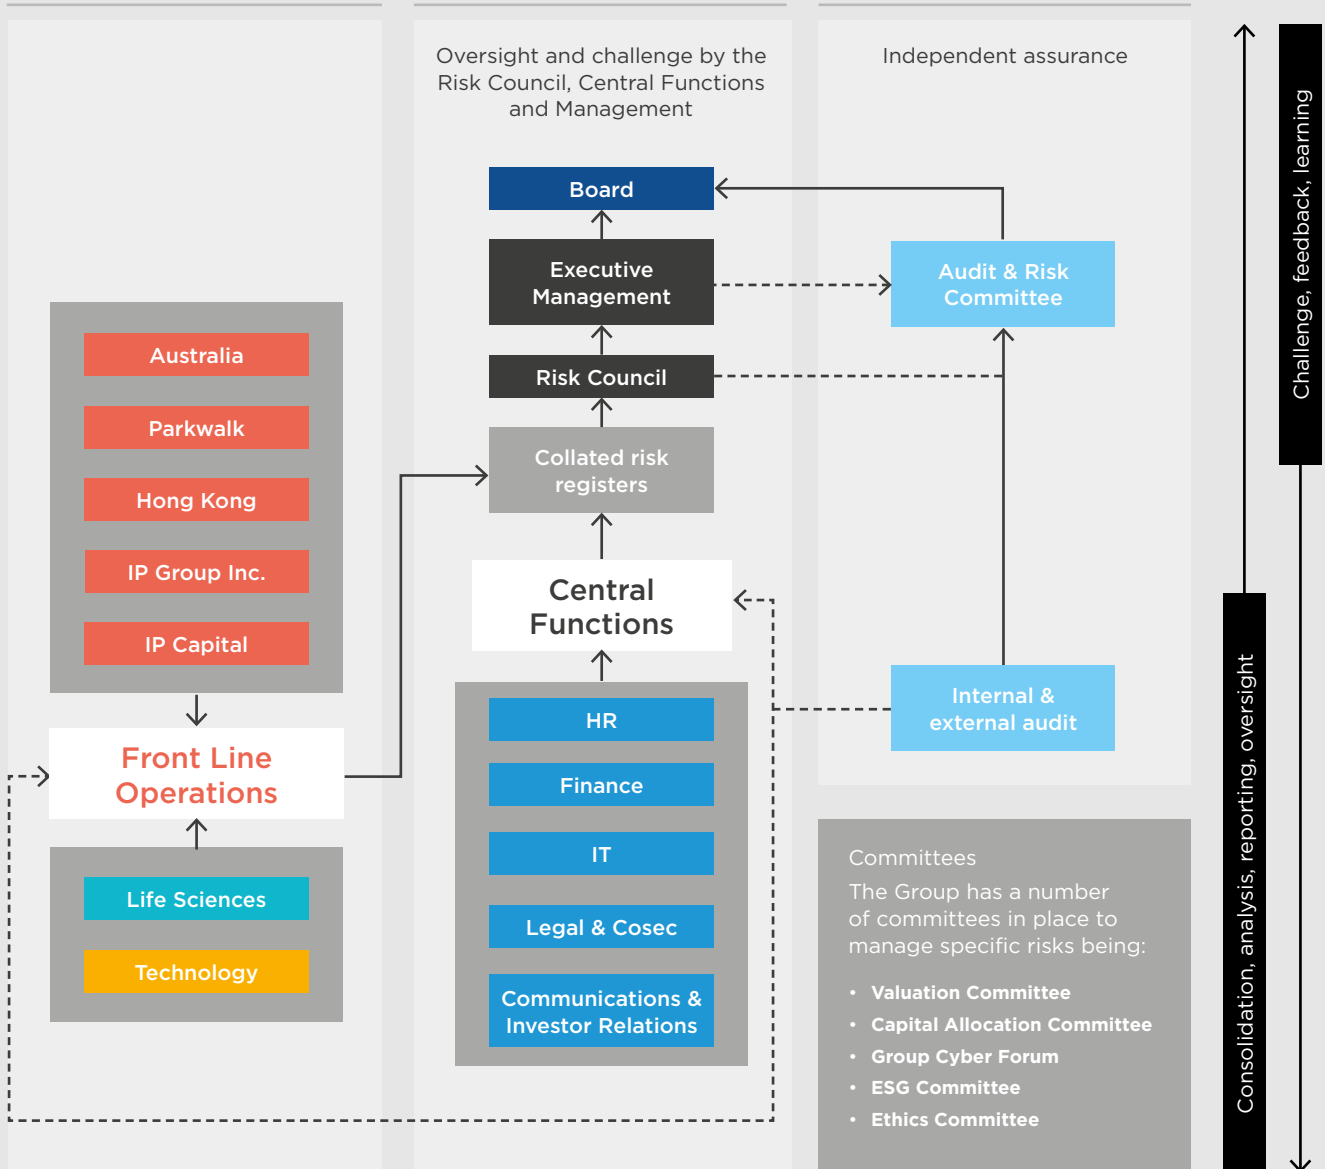 Australia
Parkwalk
Hong Kong
IP Group Inc.
IP Capital
Front Line
Operations
Life Sciences
Technology
Oversight and challenge by the
Risk Council, Central Functions
and Management
Board
Executive
Management
Risk Council
Collated risk
registers
Central
Functions
HR
Finance
IT
Legal & Cosec
Communications &
Investor Relations
Independent assurance
Audit & Risk
Committee
Internal &
external audit
Committees
The Group has a number
of committees in place to
manage specific risks being:
• Valuation Committee
• Capital Allocation Committee
• Group Cyber Forum
• ESG Committee
• Ethics Committee
Consolidation, analysis, reporting, oversight
Challenge, feedback, learning